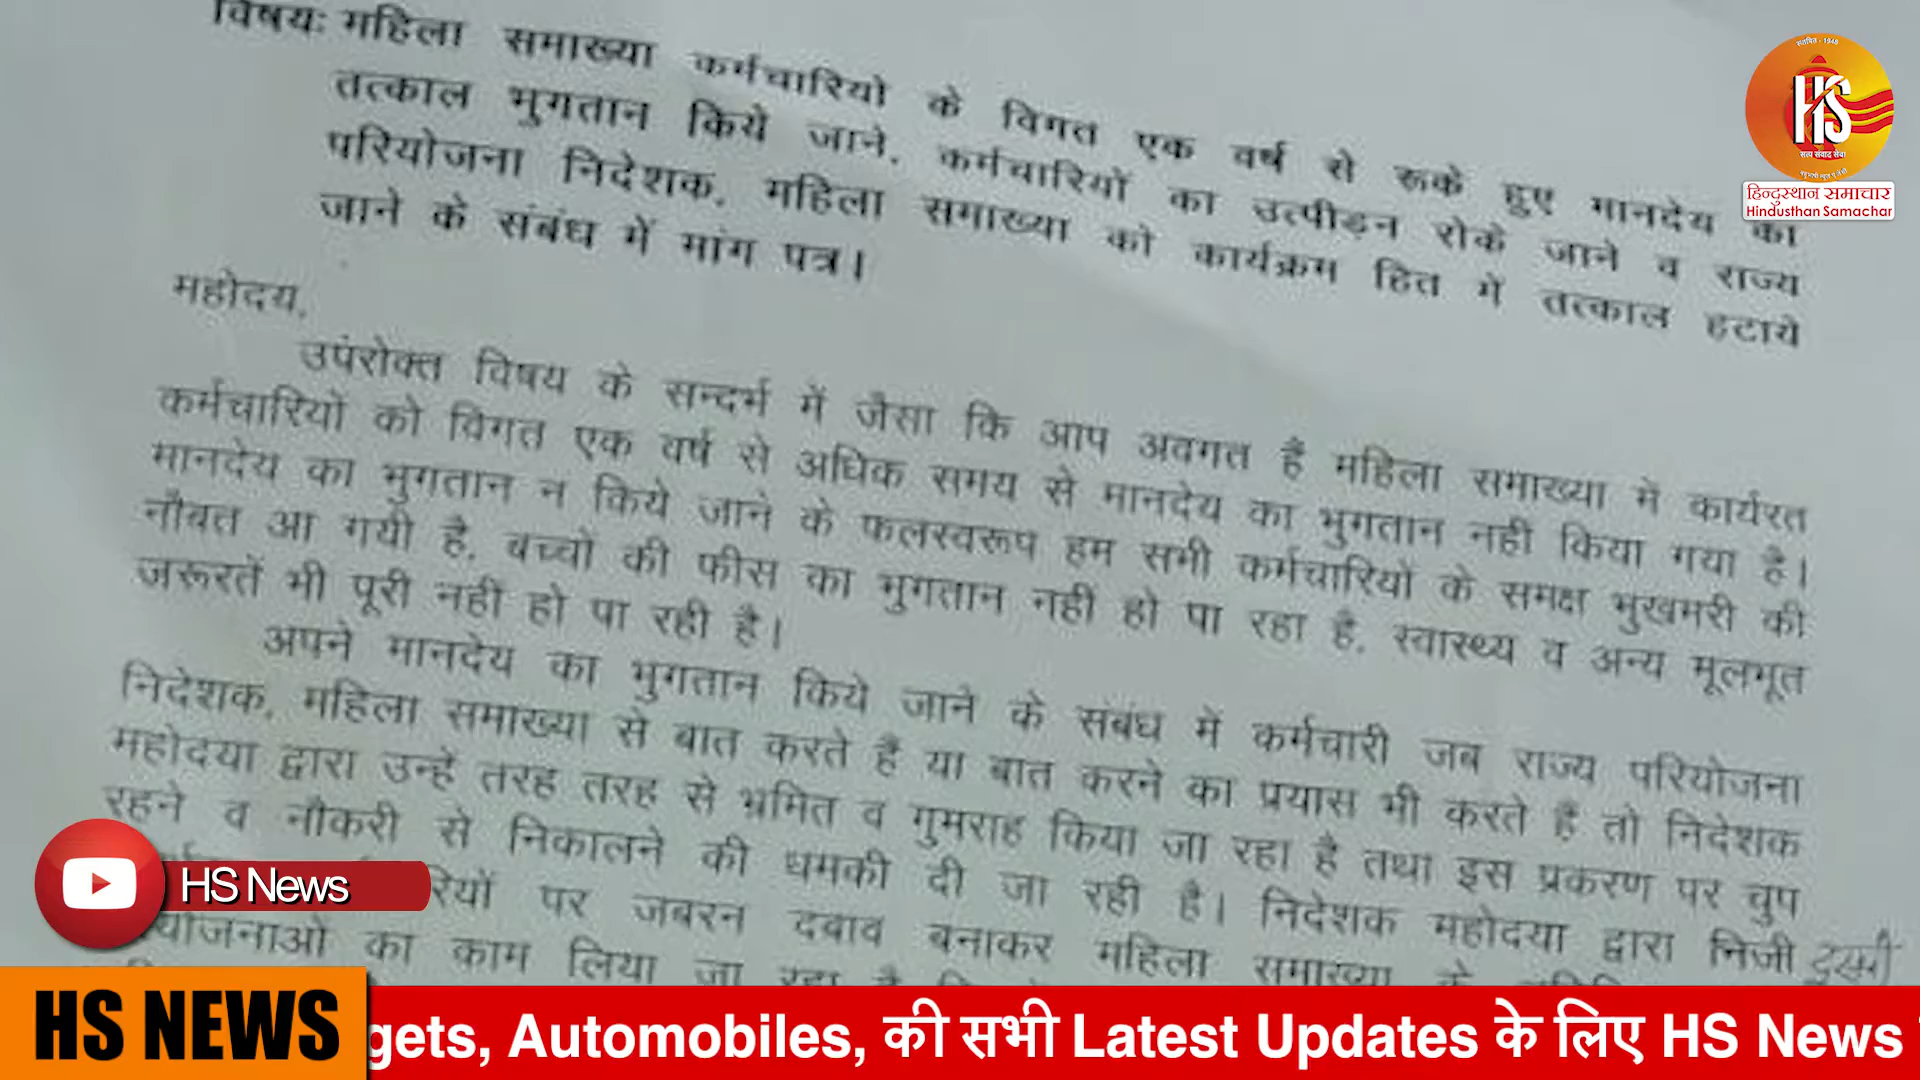 विषयः महिला समाख्या कर्मचारियो के विगत एक वर्ष से रूके हुए मानदेय का
तत्काल भुगतान किये जाने, कर्मचारियों का उत्पीड़न रोके जाने व राज्य
परियोजना निदेशक, महिला समाख्या को कार्यक्रम हित में तत्काल हटाये
जाने के संबंध में मांग पत्र।
महोदय,
उपरोक्त विषय के सन्दर्भ में जैसा कि आप अवगत हैं महिला समाख्या में कार्यरत
कर्मचारियों को विगत एक वर्ष से अधिक समय से मानदेय का भुगतान नही किया गया है।
मानदेय का भुगतान न किये जाने के फलस्वरूप हम सभी कर्मचारियो के समक्ष भुखमरी की
नौबत आ गयी है, बच्चो की फीस का भुगतान नहीं हो पा रहा है, स्वास्थ्य व अन्य मूलभूत
जरूरतें भी पूरी नही हो पा रही है।
अपने मानदेय का भुगतान किये जाने के संबंध में कर्मचारी जब राज्य परियोजना
निदेशक, महिला समाख्या से बात करते हैं या बात करने का प्रयास भी करते है तो निदेशक
महोदया द्वारा उन्हें तरह तरह से भ्रमित व गुमराह किया जा रहा है तथा इस प्रकरण पर चुप
रहने व नौकरी से निकालने की धमकी दी जा रही है। निदेशक महोदया द्वारा निजी
पर जबरन दबाव बनाकर महिला समाख्या के
का काम लिया जा रहा है
स्थापित - 1948
HS
हिन्दुस्थान समाचार
Hindusthan Samachar
HS News
HS NEWS
gets, Automobiles, की सभी Latest Updates के लिए HS News